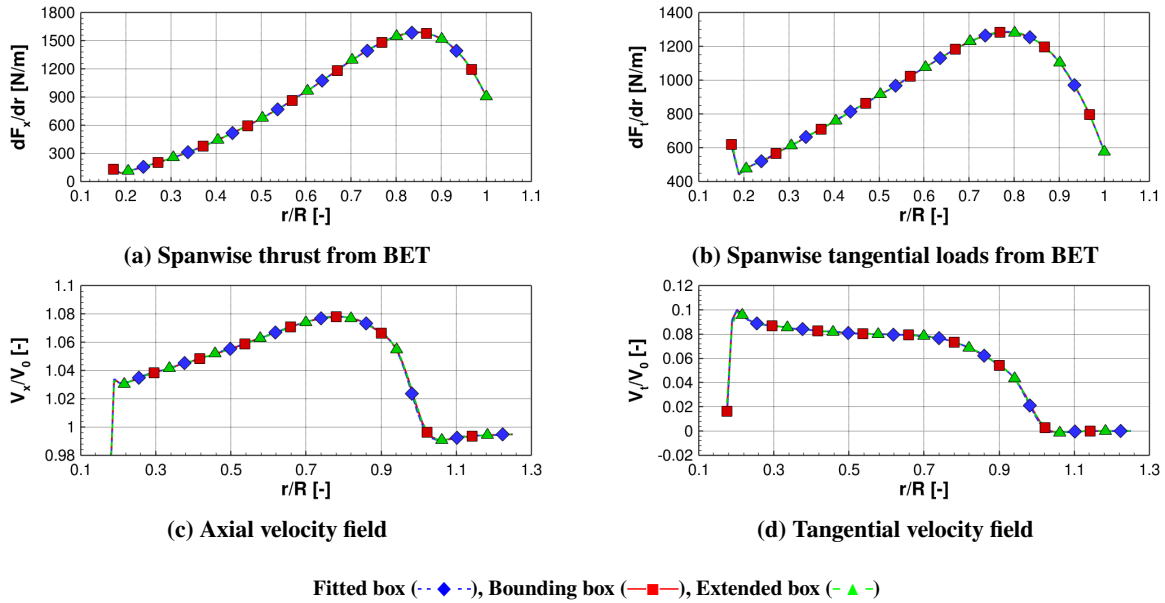 dFₓ/dr [N/m]
1800
1500
1200
900
600
300
0
0.1 0.2 0.3 0.4 0.5 0.6 0.7 0.8 0.9 1 1.1
r/R [-]
(a) Spanwise thrust from BET
dFₜ/dr [N/m]
1400
1200
1000
800
600
400
0.1 0.2 0.3 0.4 0.5 0.6 0.7 0.8 0.9 1 1.1
r/R [-]
(b) Spanwise tangential loads from BET
Vₓ/V₀ [-]
1.1
1.08
1.06
1.04
1.02
1
0.98
0.1 0.3 0.5 0.7 0.9 1.1 1.3
r/R [-]
(c) Axial velocity field
Vₜ/V₀ [-]
0.12
0.1
0.08
0.06
0.04
0.02
0
-0.02
0.1 0.3 0.5 0.7 0.9 1.1 1.3
r/R [-]
(d) Tangential velocity field
Fitted box (), Bounding box (), Extended box ()